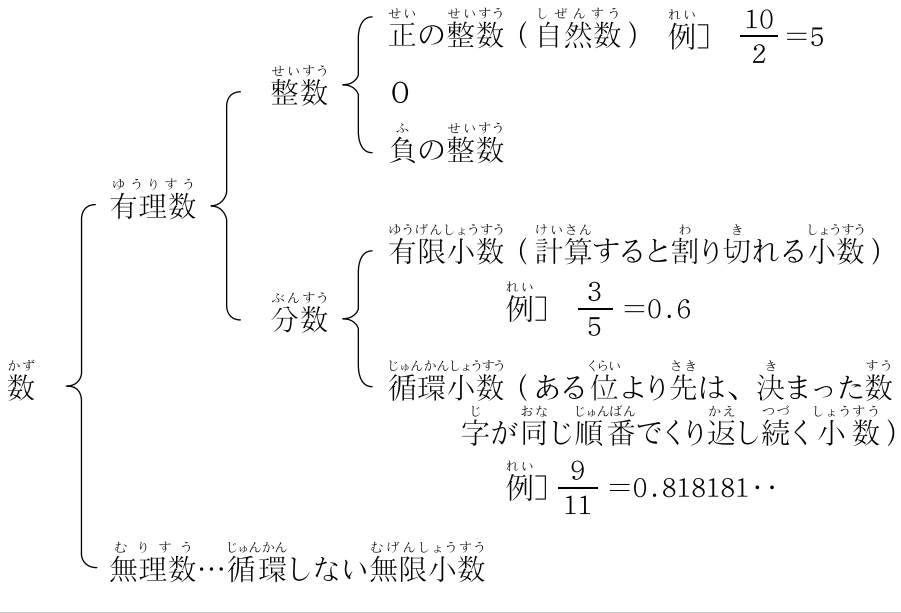 せい せいすう しぜんすう れい
正の整数（自然数） 例］ 10/2＝5
せいすう
整数
0
ふ せいすう
負の整数
ゆうりすう
有理数
ゆうげんしょうすう けいさん わ き しょうすう
有限小数（計算すると割り切れる小数）
れい
例］ 3/5＝0.6
ぶんすう
分数
かず
数
じゅんかんしょうすう くらい さき き すう
循環小数（ある位より先は、決まった数
じ おな じゅんばん かえ つづ しょうすう
字が同じ順番でくり返し続く小数）
れい
例］9/11＝0.818181‥
むりすう じゅんかん むげんしょうすう
無理数…循環しない無限小数